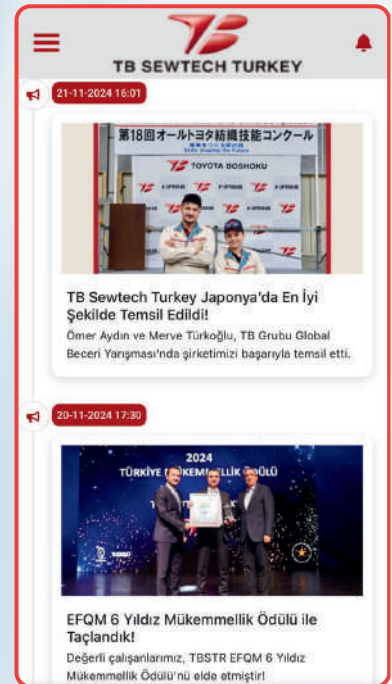 TB SEWTECH TURKEY
21-11-2024 16:01
第18回オールトヨタ紡織技能コンクール
TOYOTA BOSHOKU
TB Sewtech Turkey Japonya'da En İyi
Şekilde Temsil Edildi!
Ömer Aydın ve Merve Türkoğlu, TB Grubu Global
Beceri Yarışması'nda şirketimizi başarıyla temsil etti.
20-11-2024 17:30
2024
TÜRKİYE MÜKEMMELLİK ÖDÜLÜ
EFQM 6 Yıldız Mükemmellik Ödülü ile
Taçlandık!
Değerli çalışanlarımız, TBSTR EFQM 6 Yıldız
Mükemmellik Ödülü'nü elde etmiştir!